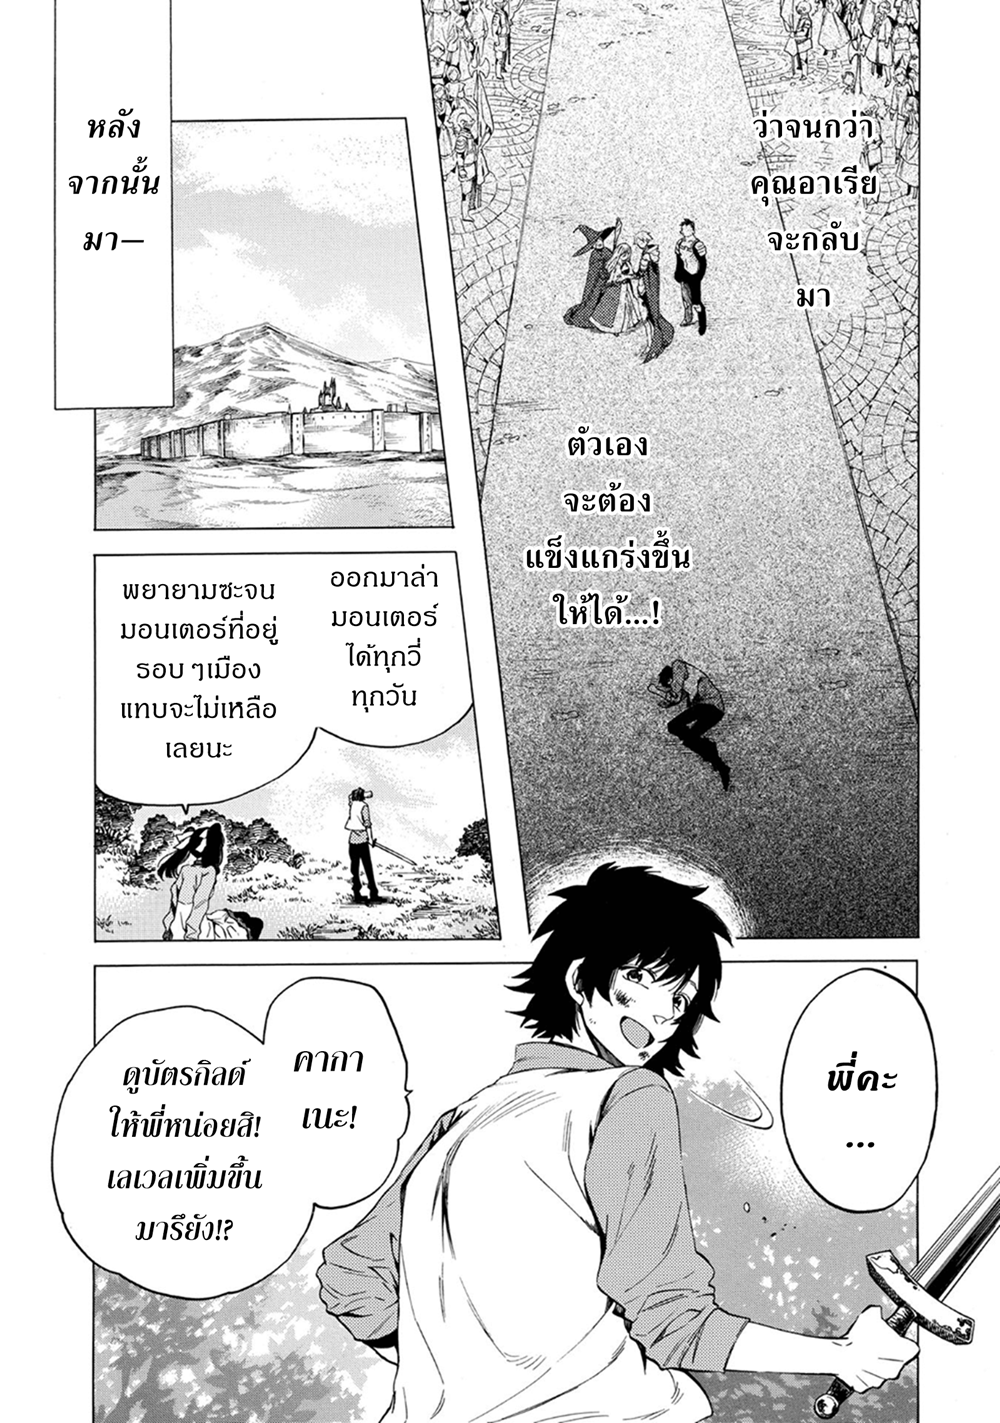 ว่าจนกว่า
คุณอาเรีย
จะกลับ
มา
ตัวเอง
จะต้อง
แข็งแกร่งขึ้น
ให้ได้...!
หลัง
จากนั้น
มา—
ออกมาล่า
มอนเตอร์
ได้ทุกวี่
ทุกวัน
พยายามซะจน
มอนเตอร์ที่อยู่
รอบๆเมือง
แทบจะไม่เหลือ
เลยนะ
พี่คะ
...
คากา
เนะ!
ดูบัตรกิลด์
ให้พี่หน่อยสิ!
เลเวลเพิ่มขึ้น
มารึยัง!?